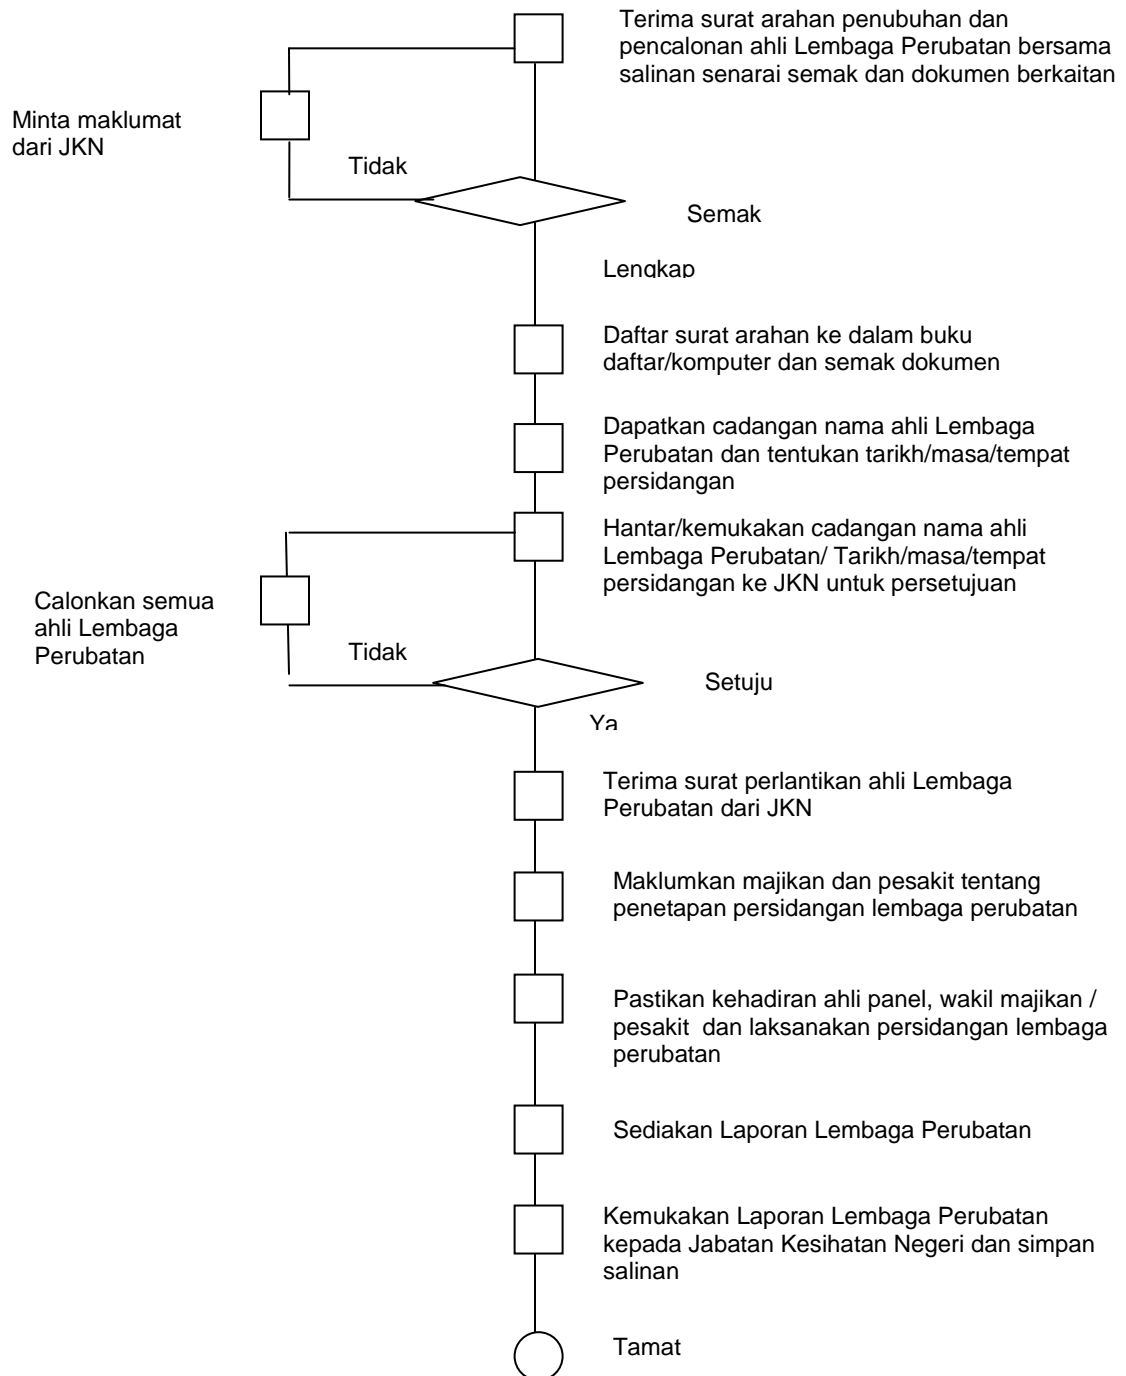 Terima surat arahan penubuhan dan
pencalonan ahli Lembaga Perubatan bersama
salinan senarai semak dan dokumen berkaitan
Minta maklumat
dari JKN
Tidak
Semak
Lengkap
Daftar surat arahan ke dalam buku
daftar/komputer dan semak dokumen
Dapatkan cadangan nama ahli Lembaga
Perubatan dan tentukan tarikh/masa/tempat
persidangan
Hantar/kemukakan cadangan nama ahli
Lembaga Perubatan/ Tarikh/masa/tempat
persidangan ke JKN untuk persetujuan
Calonkan semua
ahli Lembaga
Perubatan
Tidak
Setuju
Ya
Terima surat perlantikan ahli Lembaga
Perubatan dari JKN
Maklumkan majikan dan pesakit tentang
penetapan persidangan lembaga perubatan
Pastikan kehadiran ahli panel, wakil majikan /
pesakit dan laksanakan persidangan lembaga
perubatan
Sediakan Laporan Lembaga Perubatan
Kemukakan Laporan Lembaga Perubatan
kepada Jabatan Kesihatan Negeri dan simpan
salinan
Tamat